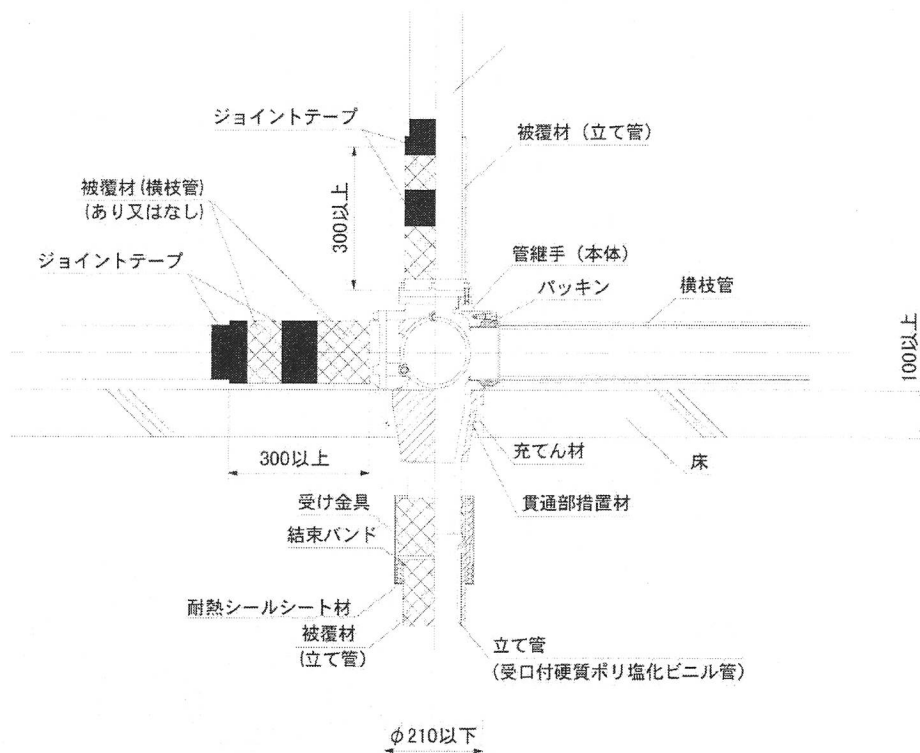 ジョイントテープ
被覆材（立て管）
被覆材(横枝管)
(あり又はなし)
300以上
ジョイントテープ
管継手（本体）
パッキン
横枝管
100以上
充てん材
床
300以上
貫通部措置材
受け金具
結束バンド
耐熱シールシート材
被覆材
(立て管)
立て管
(受口付硬質ポリ塩化ビニル管)
φ210以下